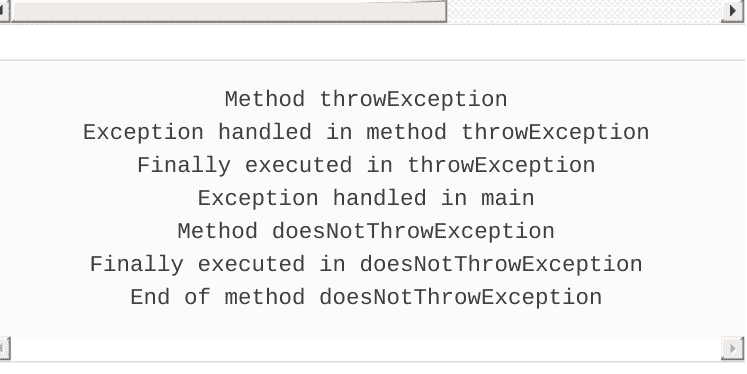 Method throwException
Exception handled in method throwException
Finally executed in throwException
Exception handled in main
Method doesNotThrowException
Finally executed in doesNotThrowException
End of method doesNotThrowException